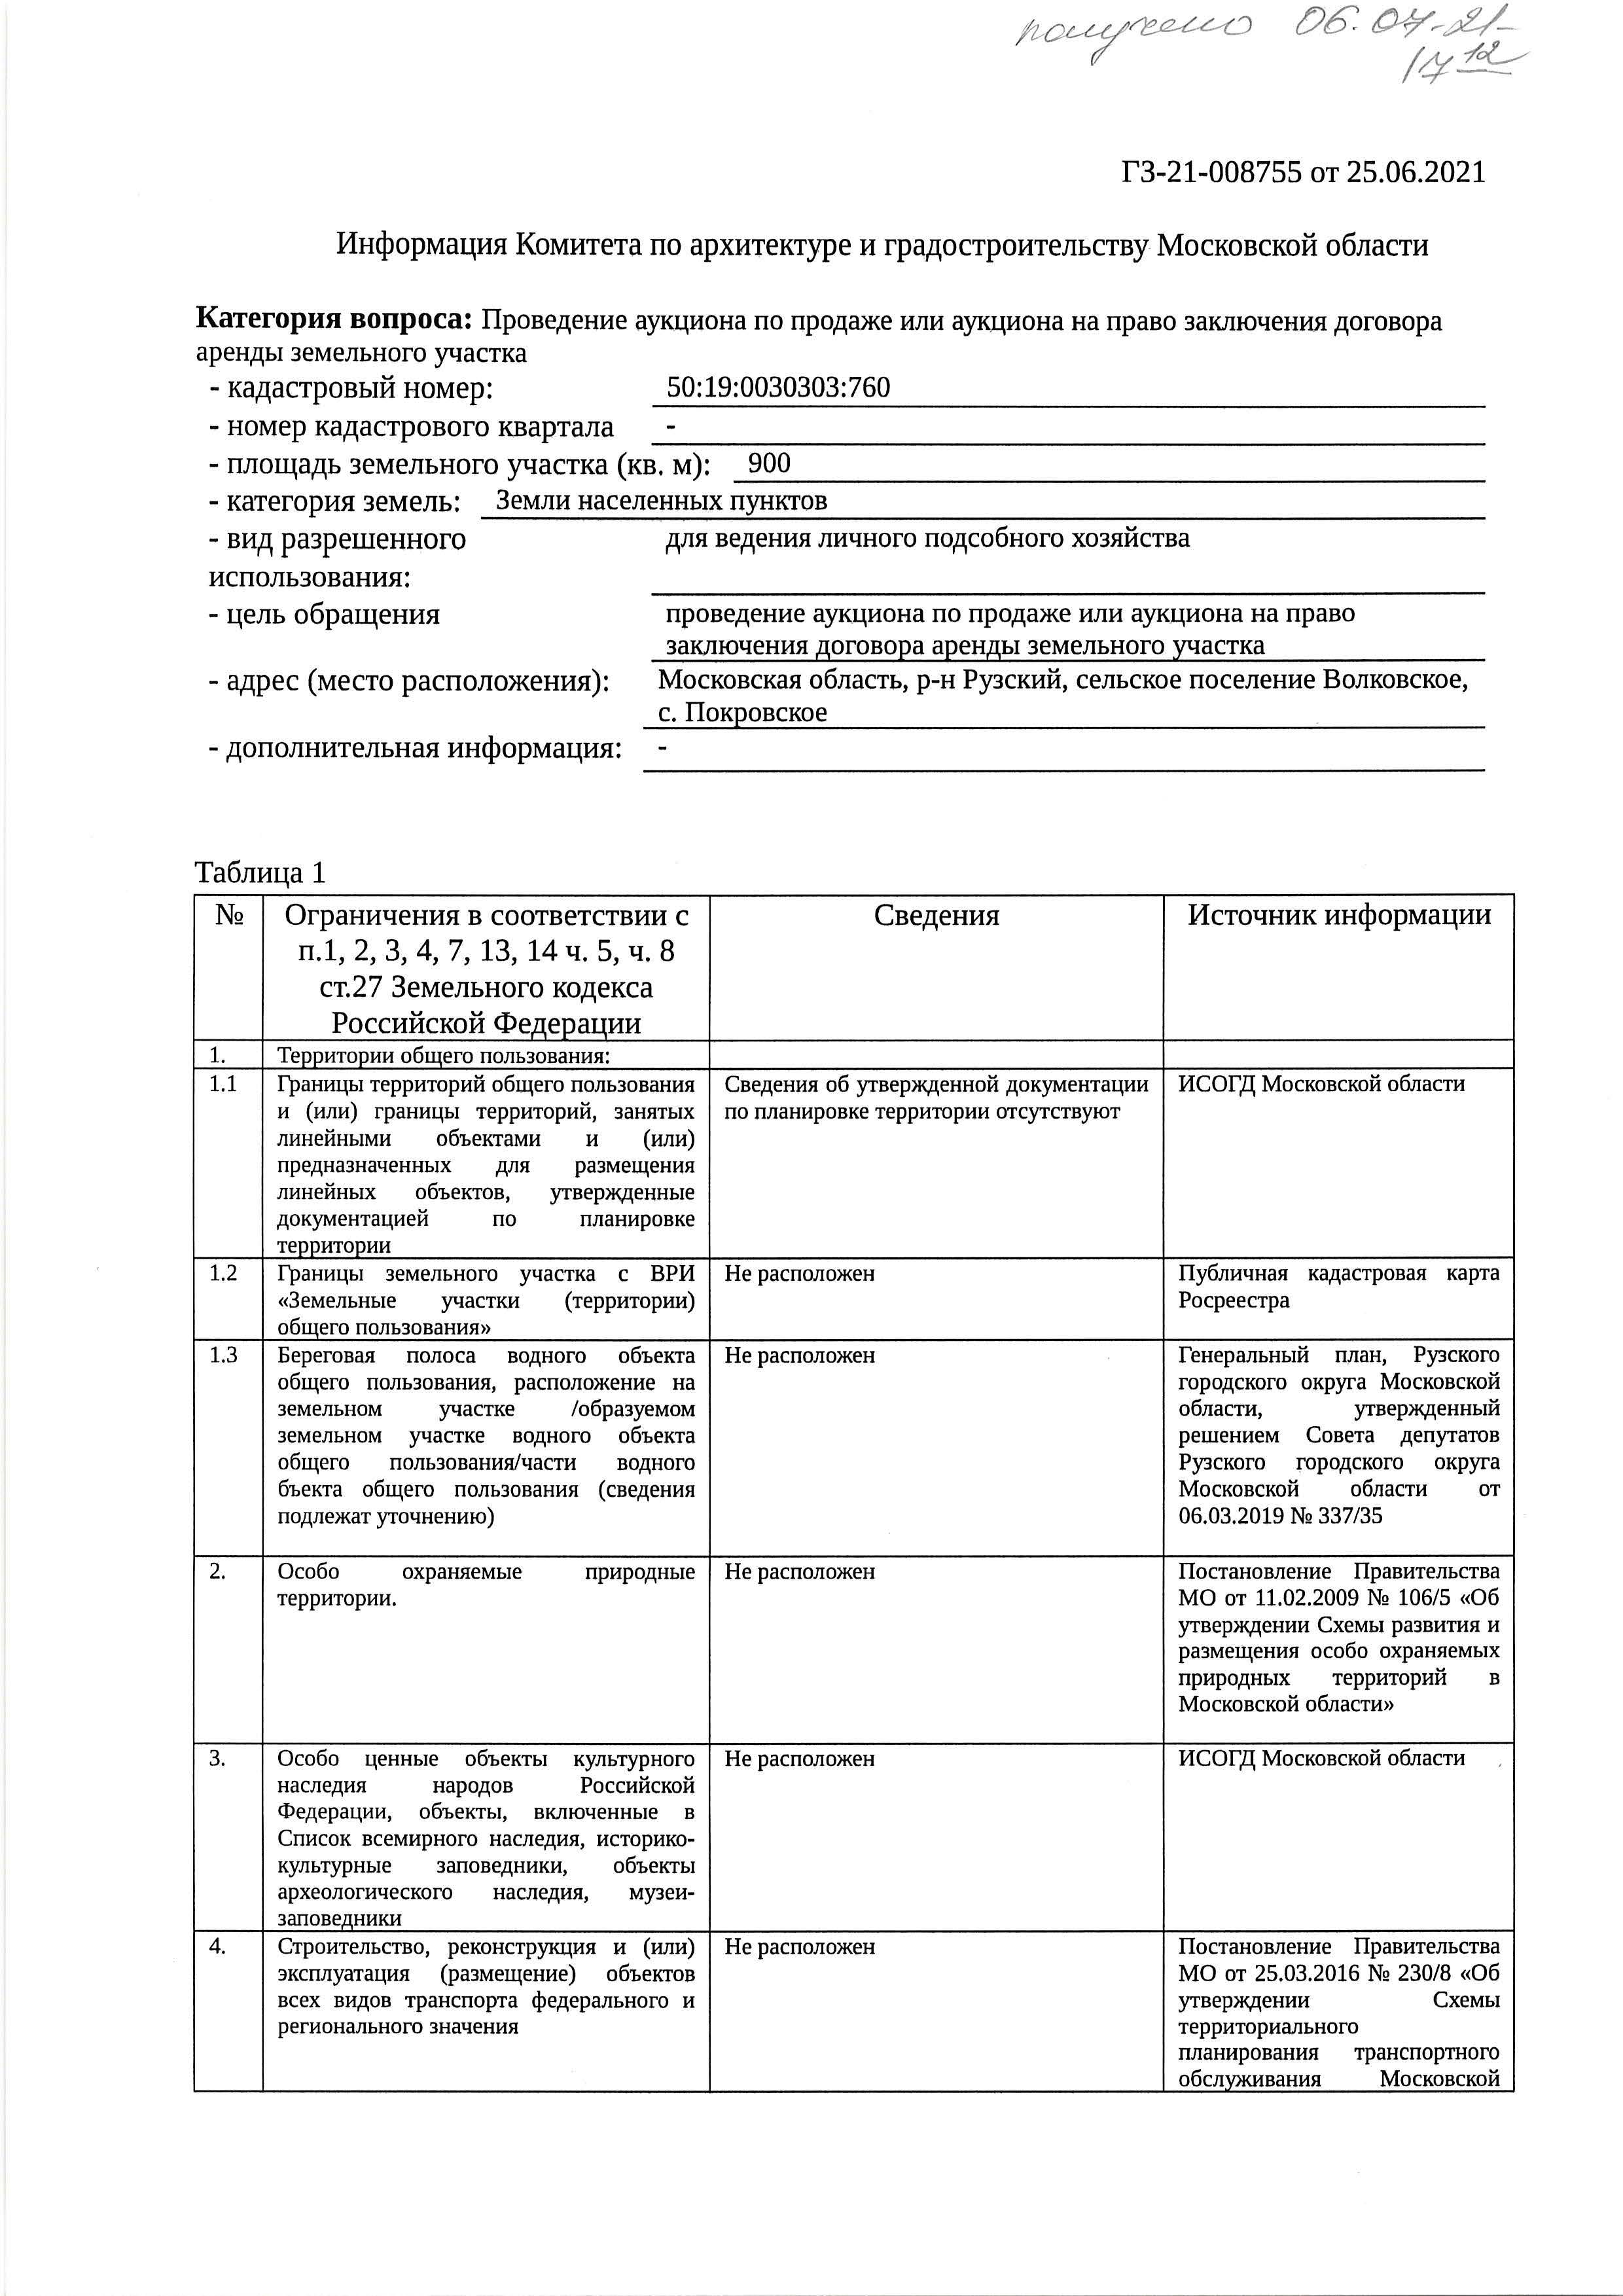 получено 06.07-21-
17 12
ГЗ-21-008755 от 25.06.2021
Информация Комитета по архитектуре и градостроительству Московской области
Категория вопроса: Проведение аукциона по продаже или аукциона на право заключения договора
аренды земельного участка
- кадастровый номер: 50:19:0030303:760
- номер кадастрового квартала -
- площадь земельного участка (кв. м): 900
- категория земель: Земли населенных пунктов
- вид разрешенного для ведения личного подсобного хозяйства
использования:
- цель обращения проведение аукциона по продаже или аукциона на право
заключения договора аренды земельного участка
- адрес (место расположения): Московская область, р-н Рузский, сельское поселение Волковское,
с. Покровское
- дополнительная информация: -
Таблица 1
№ Ограничения в соответствии с Сведения Источник информации
п.1, 2, 3, 4, 7, 13, 14 ч. 5, ч. 8
ст.27 Земельного кодекса
Российской Федерации
1. Территории общего пользования:
1.1 Границы территорий общего пользования Сведения об утвержденной документации ИСОГД Московской области
и (или) границы территорий, занятых по планировке территории отсутствуют
линейными объектами и (или)
предназначенных для размещения
линейных объектов, утвержденные
документацией по планировке
территории
1.2 Границы земельного участка с ВРИ Не расположен Публичная кадастровая карта
«Земельные участки (территории) Росреестра
общего пользования»
1.3 Береговая полоса водного объекта Не расположен Генеральный план, Рузского
общего пользования, расположение на городского округа Московской
земельном участке /образуемом области, утвержденный
земельном участке водного объекта решением Совета депутатов
общего пользования/части водного Рузского городского округа
бъекта общего пользования (сведения Московской области от
подлежат уточнению) 06.03.2019 № 337/35
2. Особо охраняемые природные Не расположен Постановление Правительства
территории. МО от 11.02.2009 № 106/5 «Об
утверждении Схемы развития и
размещения особо охраняемых
природных территорий в
Московской области»
3. Особо ценные объекты культурного Не расположен ИСОГД Московской области
наследия народов Российской
Федерации, объекты, включенные в
Список всемирного наследия, историко-
культурные заповедники, объекты
археологического наследия, музеи-
заповедники
4. Строительство, реконструкция и (или) Не расположен Постановление Правительства
эксплуатация (размещение) объектов МО от 25.03.2016 № 230/8 «Об
всех видов транспорта федерального и утверждении Схемы
регионального значения территориального
планирования транспортного
обслуживания Московской